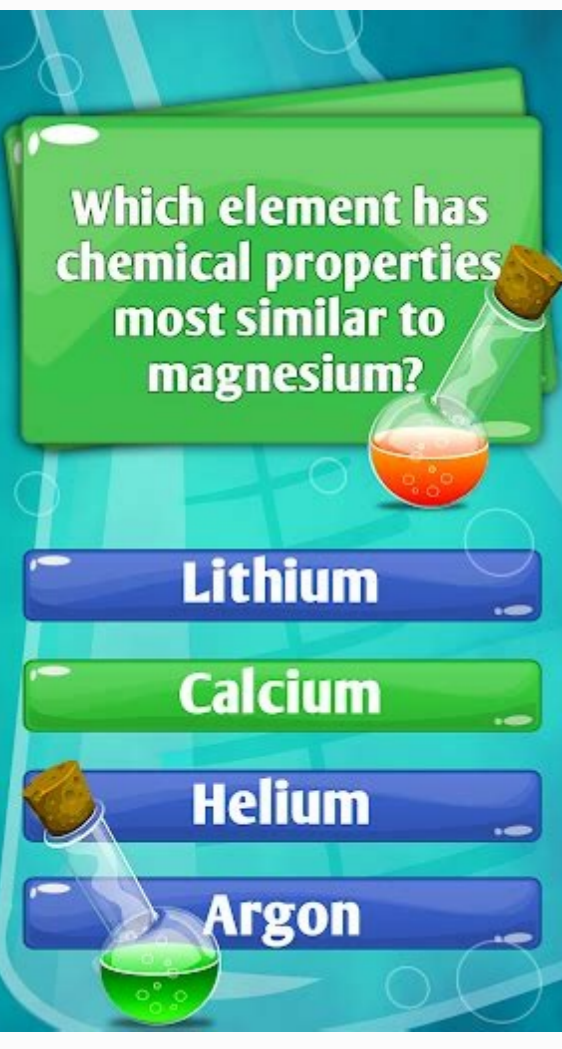 Which element has
chemical properties
most similar to
magnesium?
Lithium
Calcium
Helium
Argon